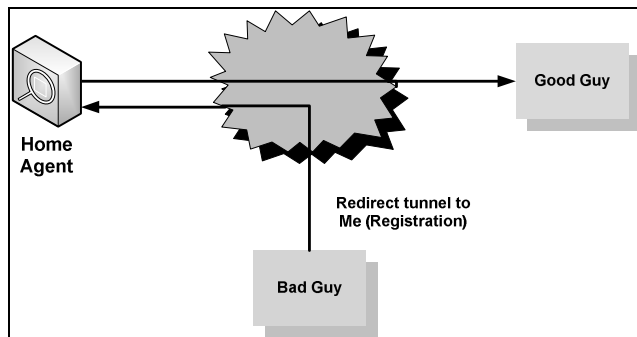 Good Guy
Home
Agent
Redirect tunnel to
Me (Registration)
Bad Guy